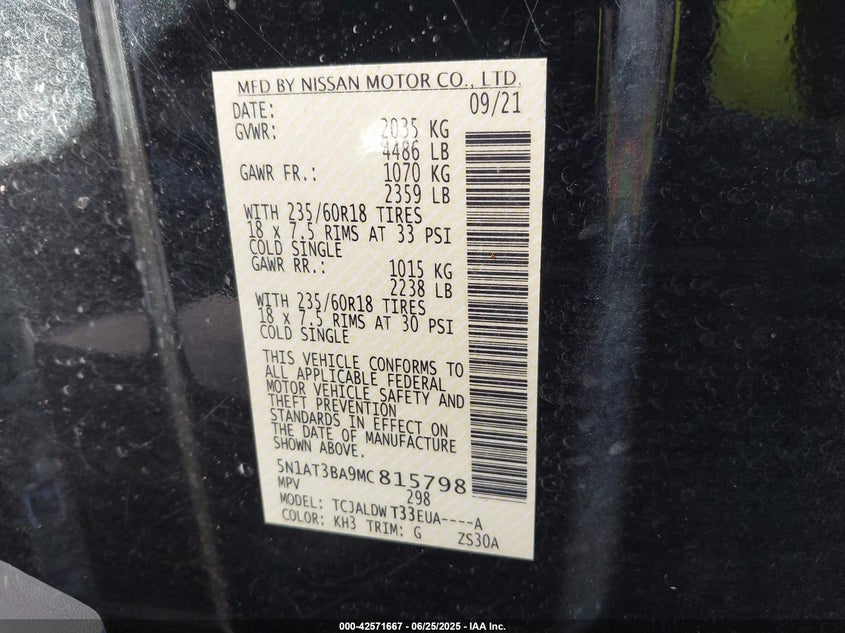 MFD BY NISSAN MOTOR CO., LTD.
DATE: 09/21
GVWR: 2035 KG
4486 LB
GAWR FR.: 1070 KG
2359 LB
WITH 235/60R18 TIRES
18 x 7.5 RIMS AT 33 PSI
COLD SINGLE
GAWR RR.: 1015 KG
2238 LB
WITH 235/60R18 TIRES
18 x 7.5 RIMS AT 30 PSI
COLD SINGLE
THIS VEHICLE CONFORMS TO
ALL APPLICABLE FEDERAL
MOTOR VEHICLE SAFETY AND
THEFT PREVENTION
STANDARDS IN EFFECT ON
THE DATE OF MANUFACTURE
SHOWN ABOVE.
5N1AT3BA9MC815798
MPV 298
MODEL: TCJALDW T33EUA----A
COLOR: KH3 TRIM: G ZS30A
000-42571667 - 06/25/2025 - IAA Inc.